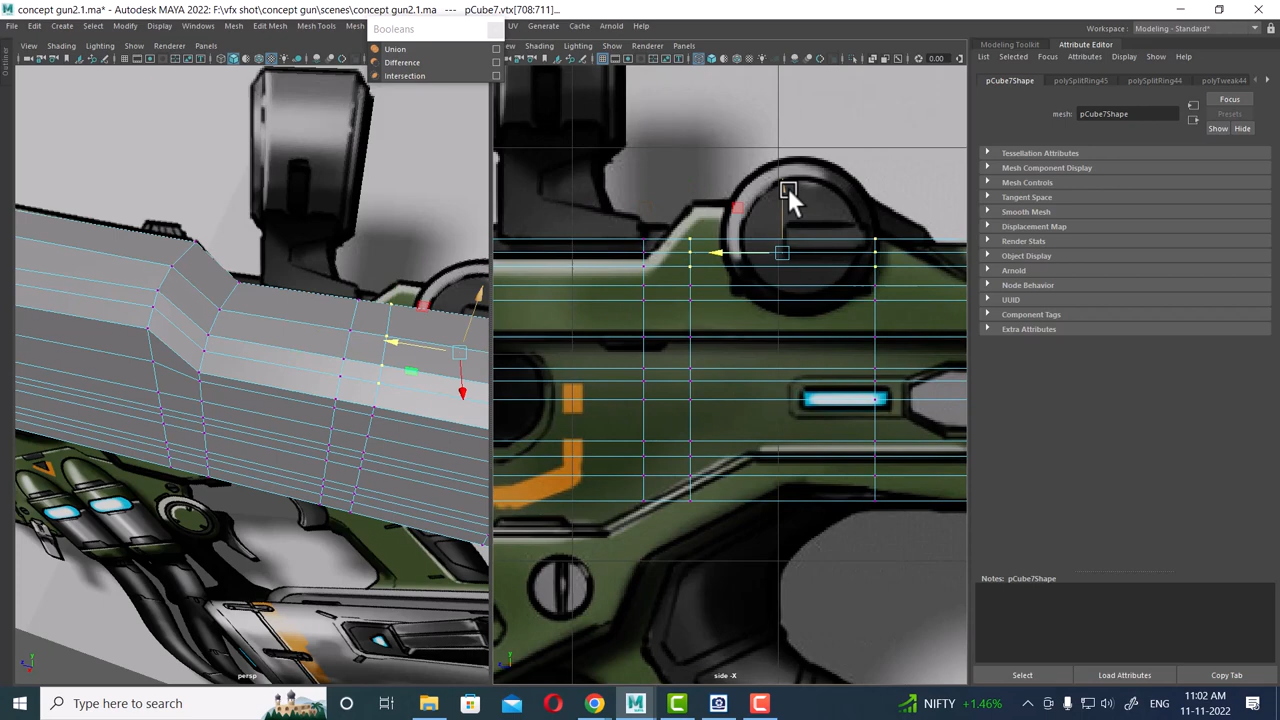 Autodesk MAYA 2022: F:\vfx shot\concept gun\scenes\concept gun2.1.ma* --- pCube7.vtx[708:711]...
File Edit Create Select Modify Display Windows Mesh Edit Mesh Mesh Tools Mesh UV Generate Cache Arnold Help Workspace : Modeling - Standard*
Booleans
Union
Difference
Intersection
View Shading Lighting Show Renderer Panels
Shading Lighting Show Renderer Panels
0.00
Outliner
persp
side -X
Modeling Toolkit Attribute Editor
List Selected Focus Attributes Display Show Help
pCube7Shape polySplitRing45 polySplitRing44 polyTweak44
mesh: pCube7Shape
Focus
Presets
Show Hide
Tessellation Attributes
Mesh Component Display
Mesh Controls
Tangent Space
Smooth Mesh
Displacement Map
Render Stats
Object Display
Arnold
Node Behavior
UUID
Component Tags
Extra Attributes
Notes: pCube7Shape
Select Load Attributes Copy Tab
Type here to search
NIFTY +1.46%
ENG
11:02 AM
11-11-2022